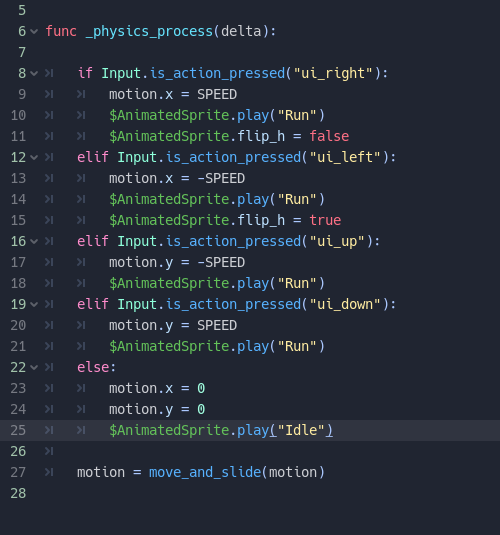 5
6 func _physics_process(delta):
7
8 if Input.is_action_pressed("ui_right"):
9 motion.x = SPEED
10 $AnimatedSprite.play("Run")
11 $AnimatedSprite.flip_h = false
12 elif Input.is_action_pressed("ui_left"):
13 motion.x = -SPEED
14 $AnimatedSprite.play("Run")
15 $AnimatedSprite.flip_h = true
16 elif Input.is_action_pressed("ui_up"):
17 motion.y = -SPEED
18 $AnimatedSprite.play("Run")
19 elif Input.is_action_pressed("ui_down"):
20 motion.y = SPEED
21 $AnimatedSprite.play("Run")
22 else:
23 motion.x = 0
24 motion.y = 0
25 $AnimatedSprite.play("Idle")
26
27 motion = move_and_slide(motion)
28